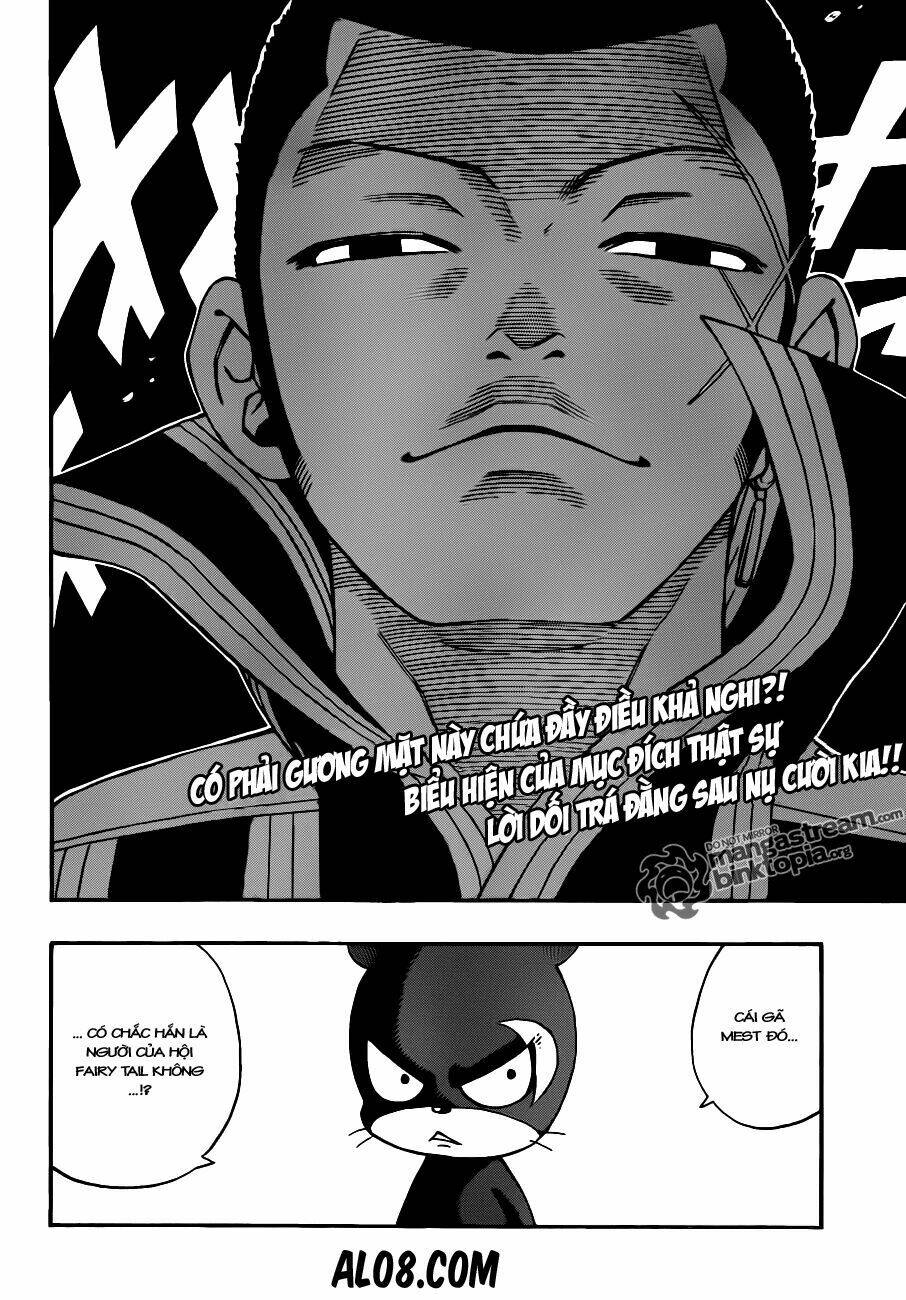 CÓ PHẢI GƯƠNG MẶT NÀY CHỨA ĐẦY ĐIỀU KHẢ NGHI?!
BIỂU HIỆN CỦA MỤC ĐÍCH THẬT SỰ
LỜI DỐI TRÁ ĐẰNG SAU NỤ CƯỜI KIA!!
DO NOT MIRROR
mangastream.com
binktopia.org
CÁI GÃ
MEST ĐÓ...
... CÓ CHẮC HẲN LÀ
NGƯỜI CỦA HỘI
FAIRY TAIL KHÔNG
...!?
ALO8.COM